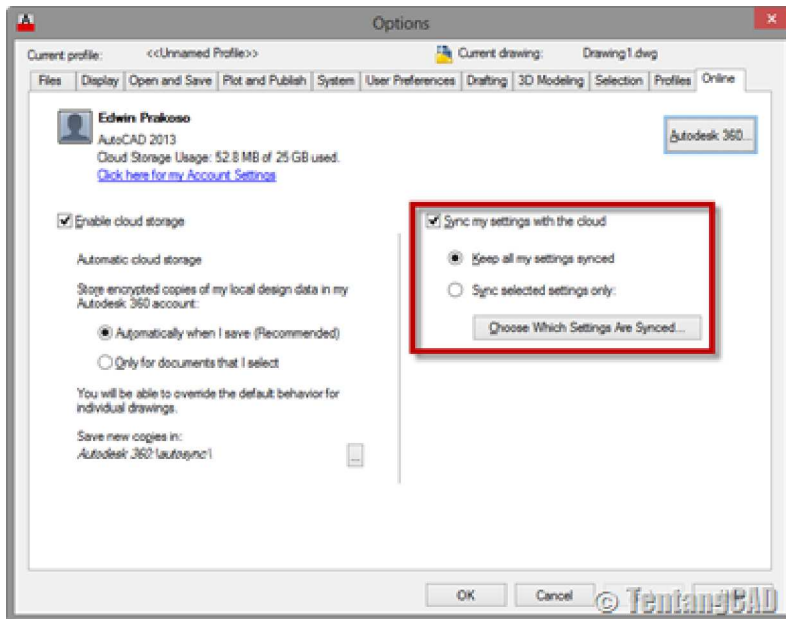 Options
Current profile: <<Unnamed Profile>> Current drawing: Drawing1.dwg
Files Display Open and Save Plot and Publish System User Preferences Drafting 3D Modeling Selection Profiles Online
Edwin Prakoso
AutoCAD 2013
Cloud Storage Usage: 52.8 MB of 25 GB used.
Click here for my Account Settings
Autodesk 360...
Enable cloud storage
Automatic cloud storage
Store encrypted copies of my local design data in my
Autodesk 360 account:
Automatically when I save (Recommended)
Only for documents that I select
You will be able to override the default behavior for
individual drawings.
Save new copies in:
Autodesk 360:\autosync\
...
Sync my settings with the cloud
Keep all my settings synced
Sync selected settings only:
Choose Which Settings Are Synced...
OK Cancel
© TentangCAD